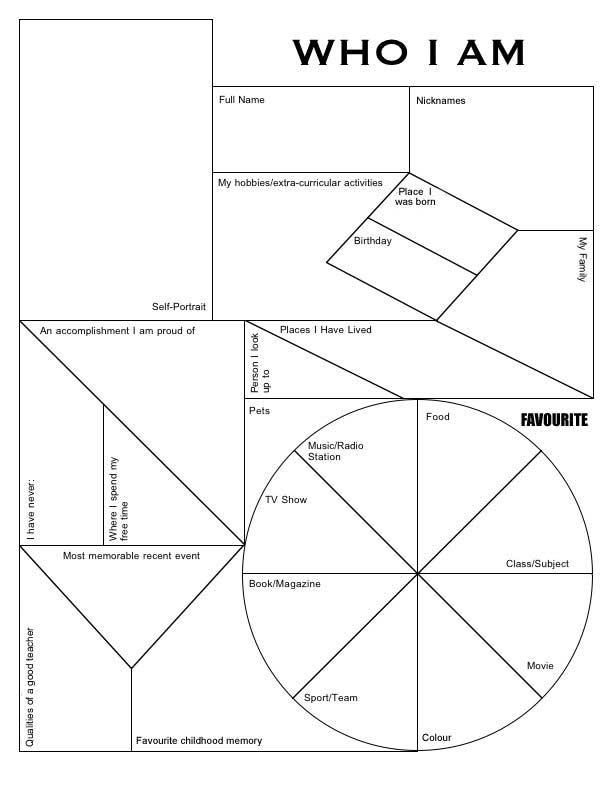 WHO I AM
Full Name
Nicknames
My hobbies/extra-curricular activities
Place I
was born
Birthday
My Family
Self-Portrait
An accomplishment I am proud of
Person I look
up to
Places I Have Lived
I have never:
Where I spend my
free time
Pets
FAVOURITE
Food
Music/Radio
Station
TV Show
Class/Subject
Book/Magazine
Movie
Sport/Team
Colour
Most memorable recent event
Qualities of a good teacher
Favourite childhood memory